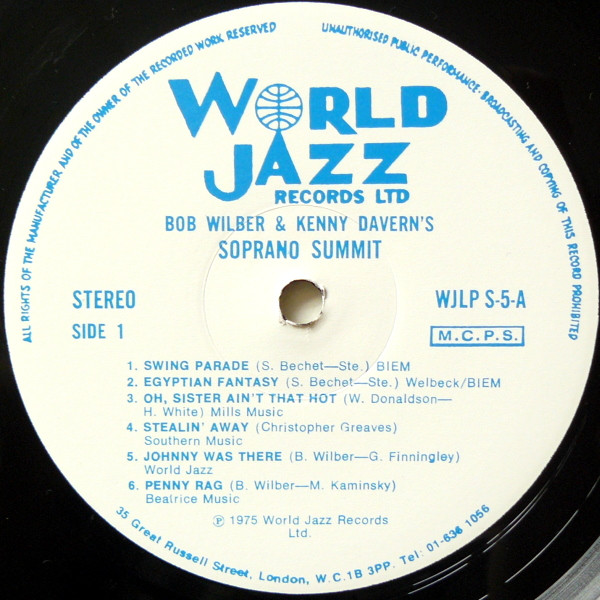 ALL RIGHTS OF THE MANUFACTURER AND OF THE OWNER OF THE RECORDED WORK RESERVED
UNAUTHORISED PUBLIC PERFORMANCE · BROADCASTING AND COPYING OF THIS RECORD PROHIBITED
WORLD
JAZZ
RECORDS LTD
BOB WILBER & KENNY DAVERN'S
SOPRANO SUMMIT
STEREO
WJLP S-5-A
SIDE 1
M.C.P.S.
1. SWING PARADE (S. Bechet—Ste.) BIEM
2. EGYPTIAN FANTASY (S. Bechet—Ste.) Welbeck/BIEM
3. OH, SISTER AIN'T THAT HOT (W. Donaldson—
H. White) Mills Music
4. STEALIN' AWAY (Christopher Greaves)
Southern Music
5. JOHNNY WAS THERE (B. Wilber—G. Finningley)
World Jazz
6. PENNY RAG (B. Wilber—M. Kaminsky)
Beatrice Music
Ⓟ 1975 World Jazz Records
Ltd.
35 Great Russell Street, London, W.C.1B 3PP. Tel: 01-636 1056